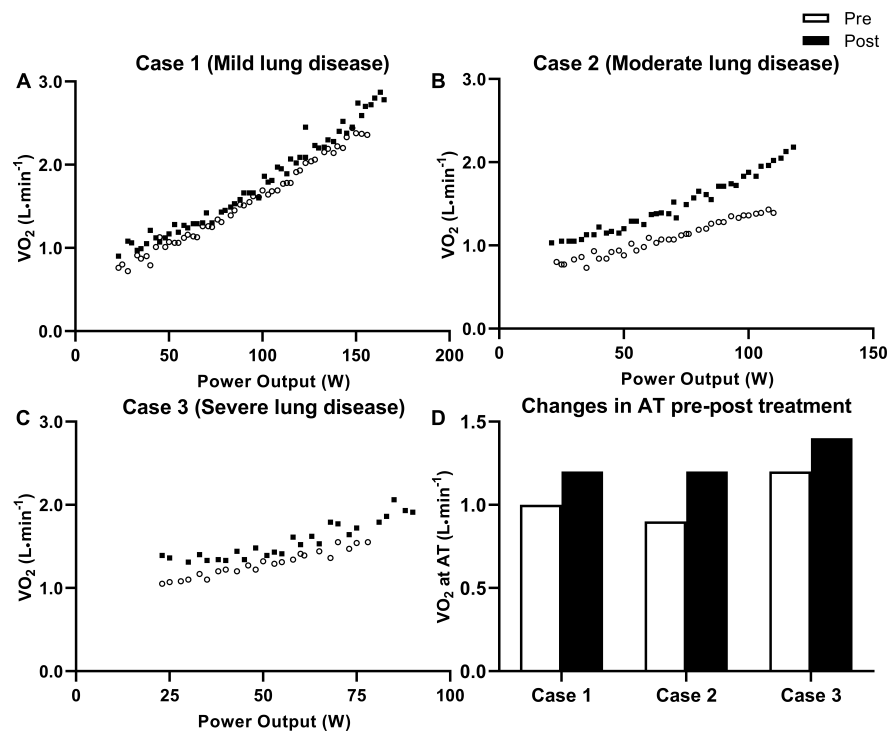 Pre
Post
A
Case 1 (Mild lung disease)
3.0
2.0
1.0
0.0
VO2 (L•min-1)
0
50
100
150
200
Power Output (W)
B
Case 2 (Moderate lung disease)
3.0
2.0
1.0
0.0
VO2 (L•min-1)
0
50
100
150
Power Output (W)
C
Case 3 (Severe lung disease)
3.0
2.0
1.0
0.0
VO2 (L•min-1)
0
25
50
75
100
Power Output (W)
D
Changes in AT pre-post treatment
1.5
1.0
0.5
0.0
VO2 at AT (L•min-1)
Case 1
Case 2
Case 3